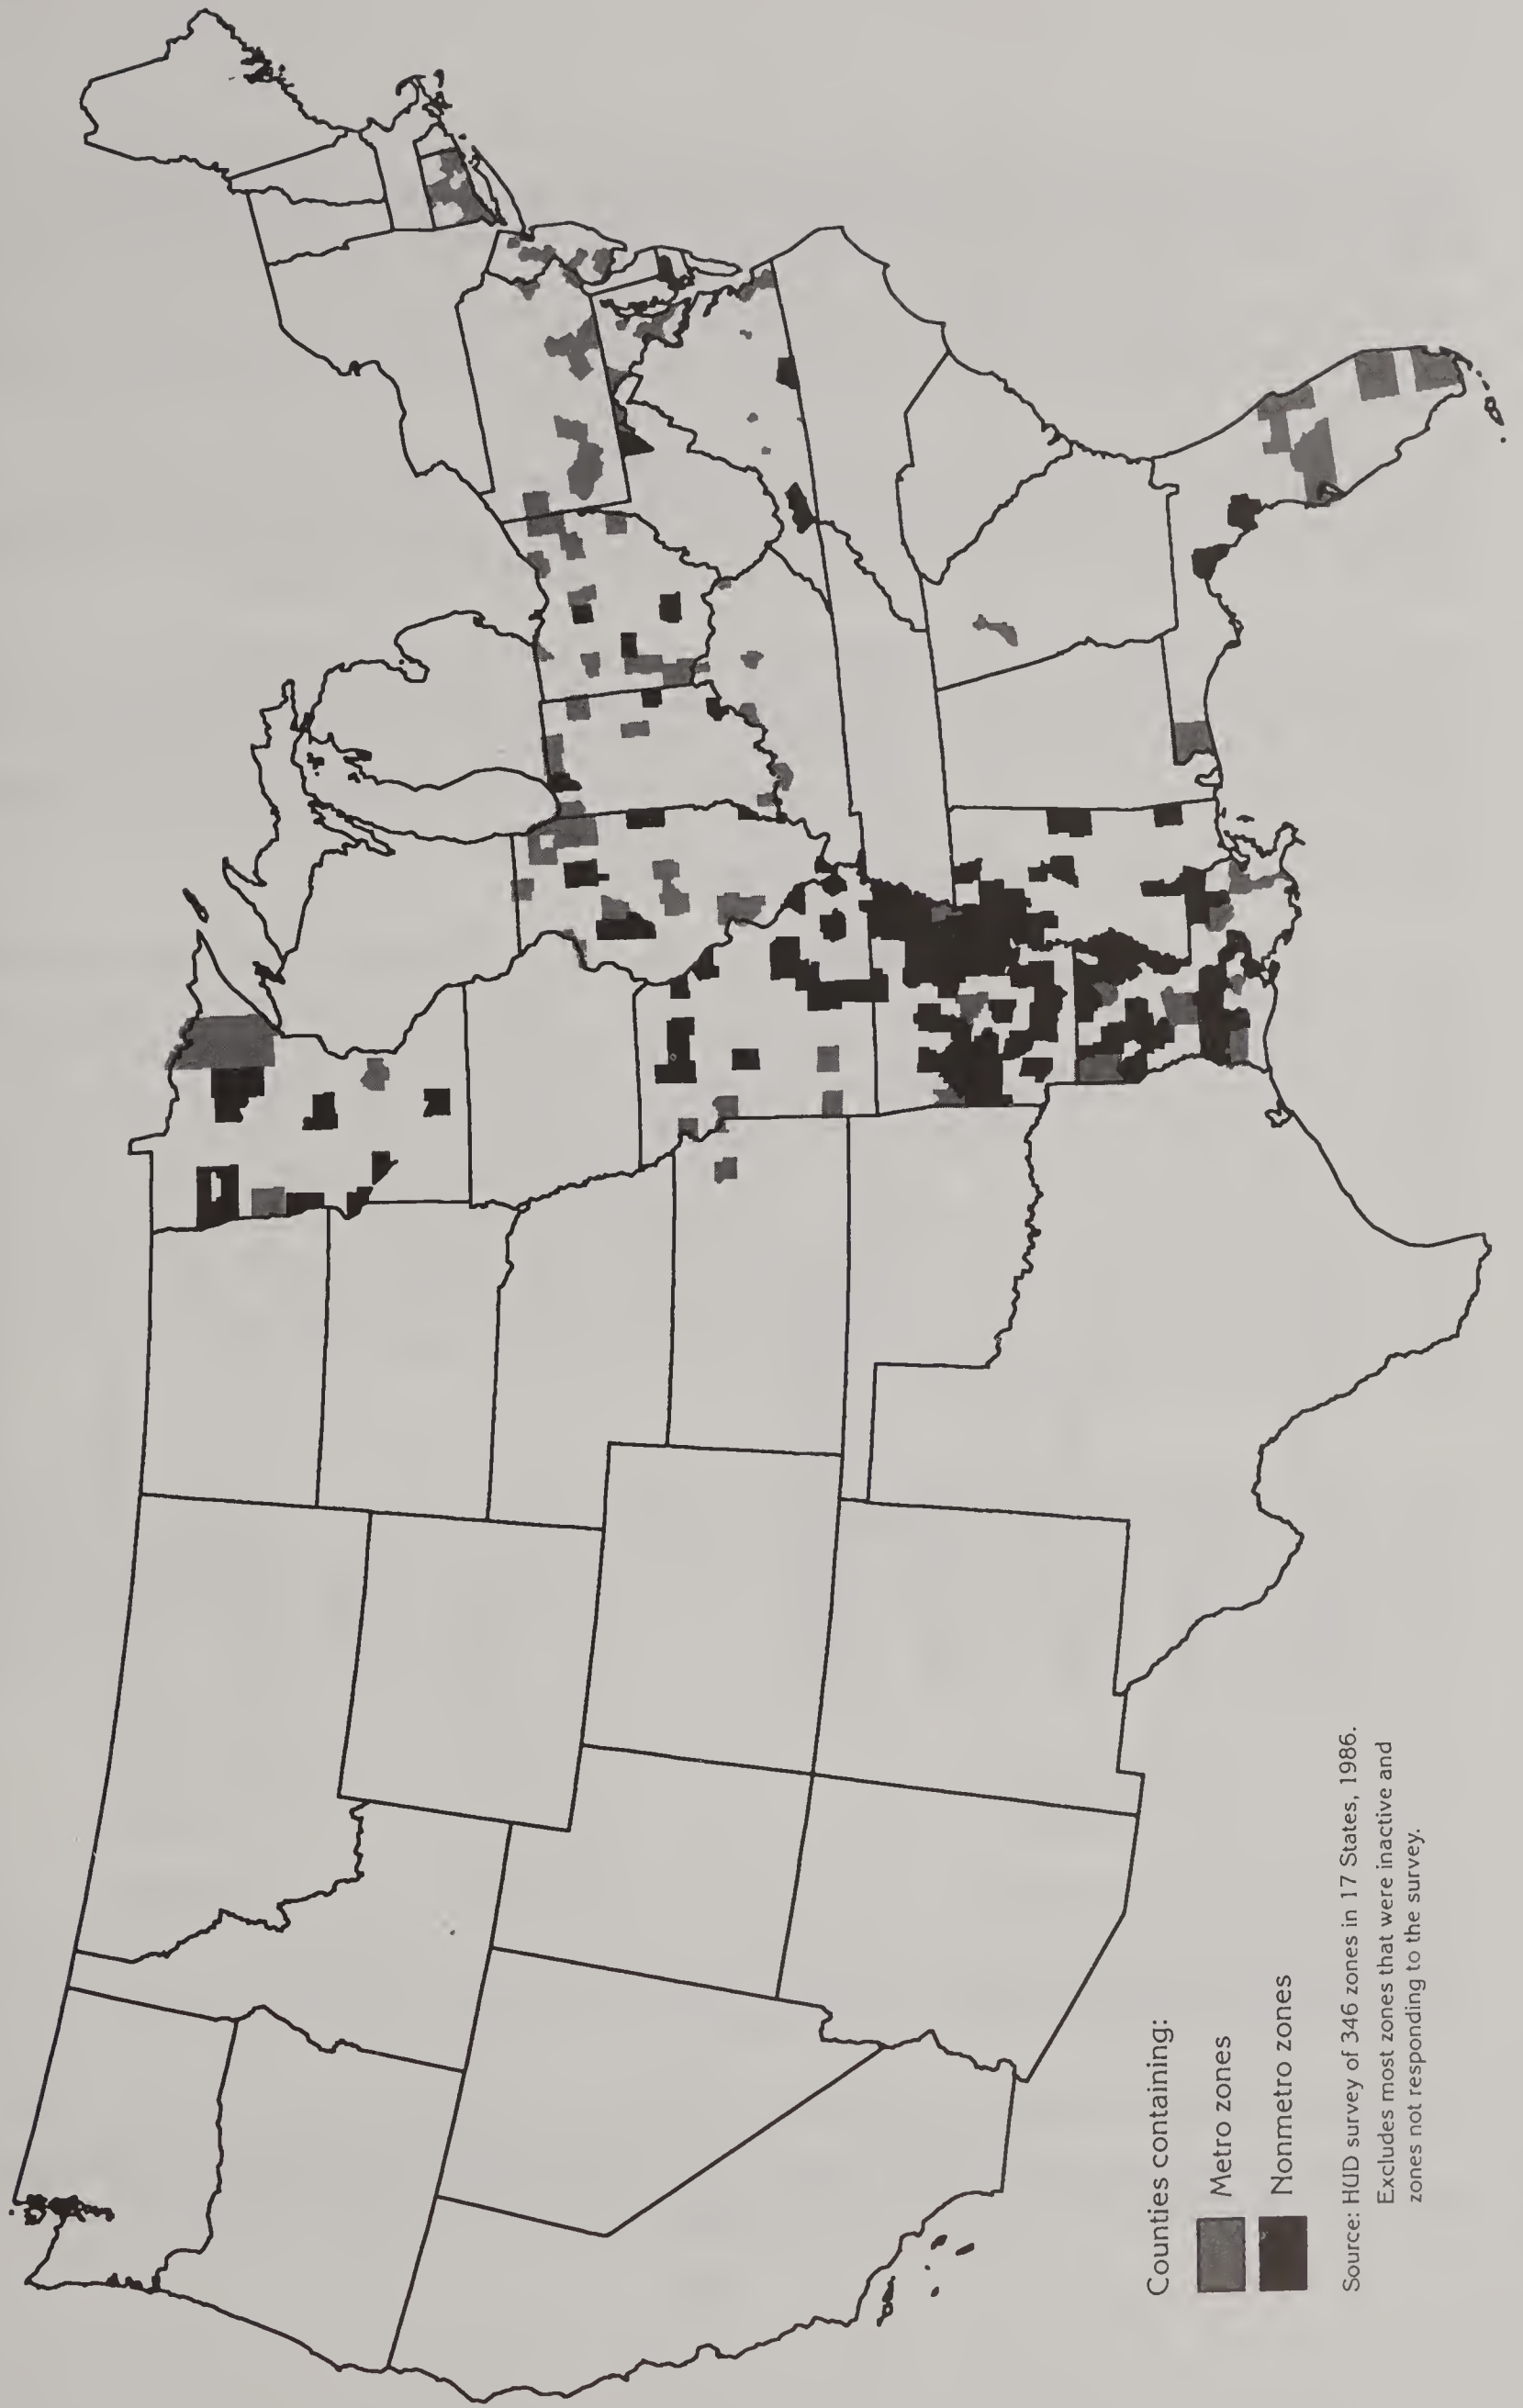 Counties containing:
Metro zones
Nonmetro zones
Source: HUD survey of 346 zones in 17 States, 1986.
Excludes most zones that were inactive and
zones not responding to the survey.